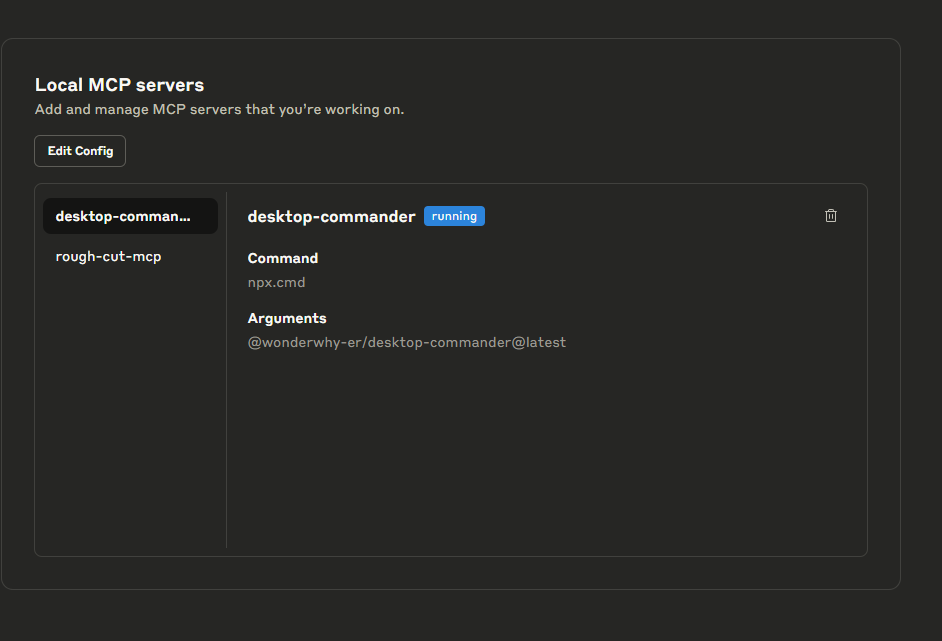 Local MCP servers
Add and manage MCP servers that you're working on.
Edit Config
desktop-comman...
rough-cut-mcp
desktop-commander running
Command
npx.cmd
Arguments
@wonderwhy-er/desktop-commander@latest